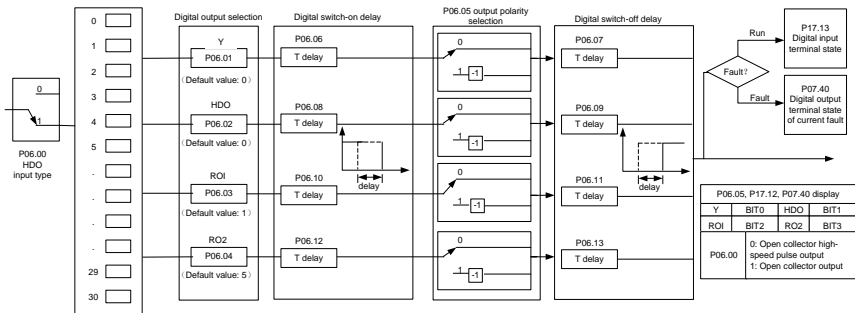 P06.00
HDO
input type
0
1
0
1
2
3
4
5
.
.
.
29
30
Digital output selection
Y
P06.01
(Default value: 0)
HDO
P06.02
(Default value: 0)
ROI
P06.03
(Default value: 1)
RO2
P06.04
(Default value: 5)
Digital switch-on delay
P06.06
T delay
P06.08
T delay
delay
P06.10
T delay
P06.12
T delay
P06.05 output polarity
selection
0
1
-1
0
1
-1
0
1
-1
0
1
-1
Digital switch-off delay
P06.07
T delay
P06.09
T delay
delay
P06.11
T delay
P06.13
T delay
Run
Fault?
Fault
P17.13
Digital input
terminal state
P07.40
Digital output
terminal state
of current fault
P06.05, P17.12, P07.40 display
Y BIT0 HDO BIT1
ROI BIT2 RO2 BIT3
P06.00
0: Open collector high-
speed pulse output
1: Open collector output